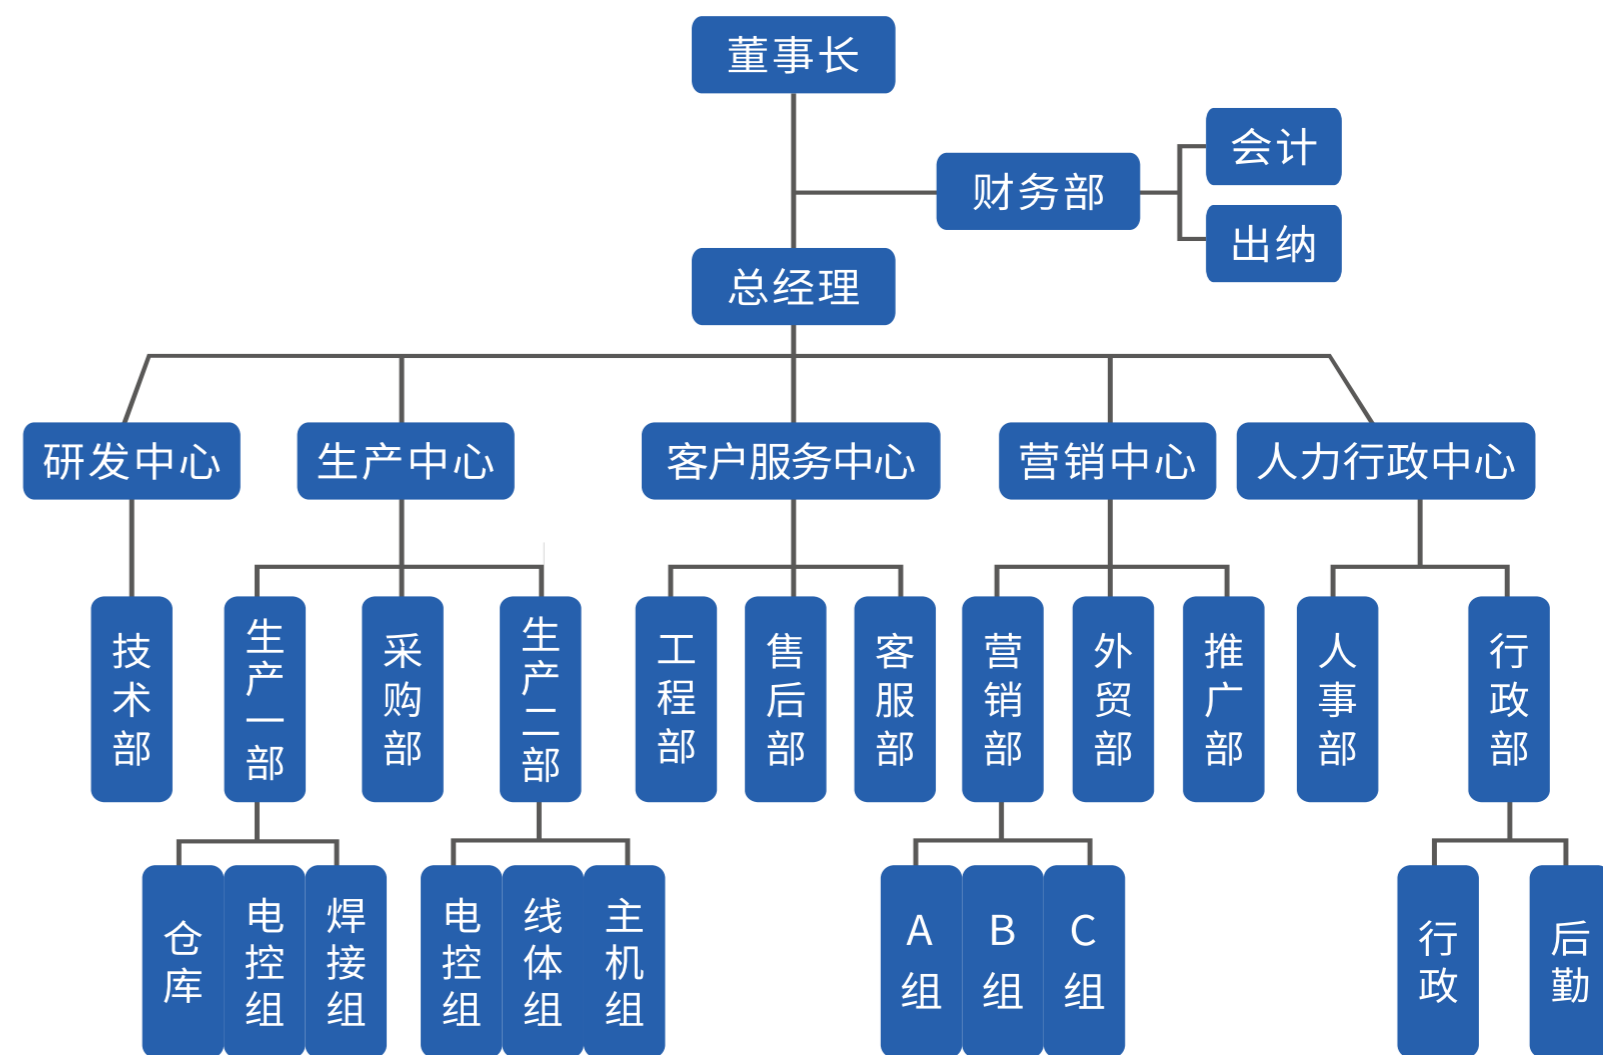 董事长
会计
财务部
出纳
总经理
研发中心
生产中心
客户服务中心
营销中心
人力行政中心
技术部
生产一部
采购部
生产二部
工程部
售后部
客服部
营销部
外贸部
推广部
人事部
行政部
仓库
电控组
焊接组
电控组
线体组
主机组
A组
B组
C组
行政
后勤